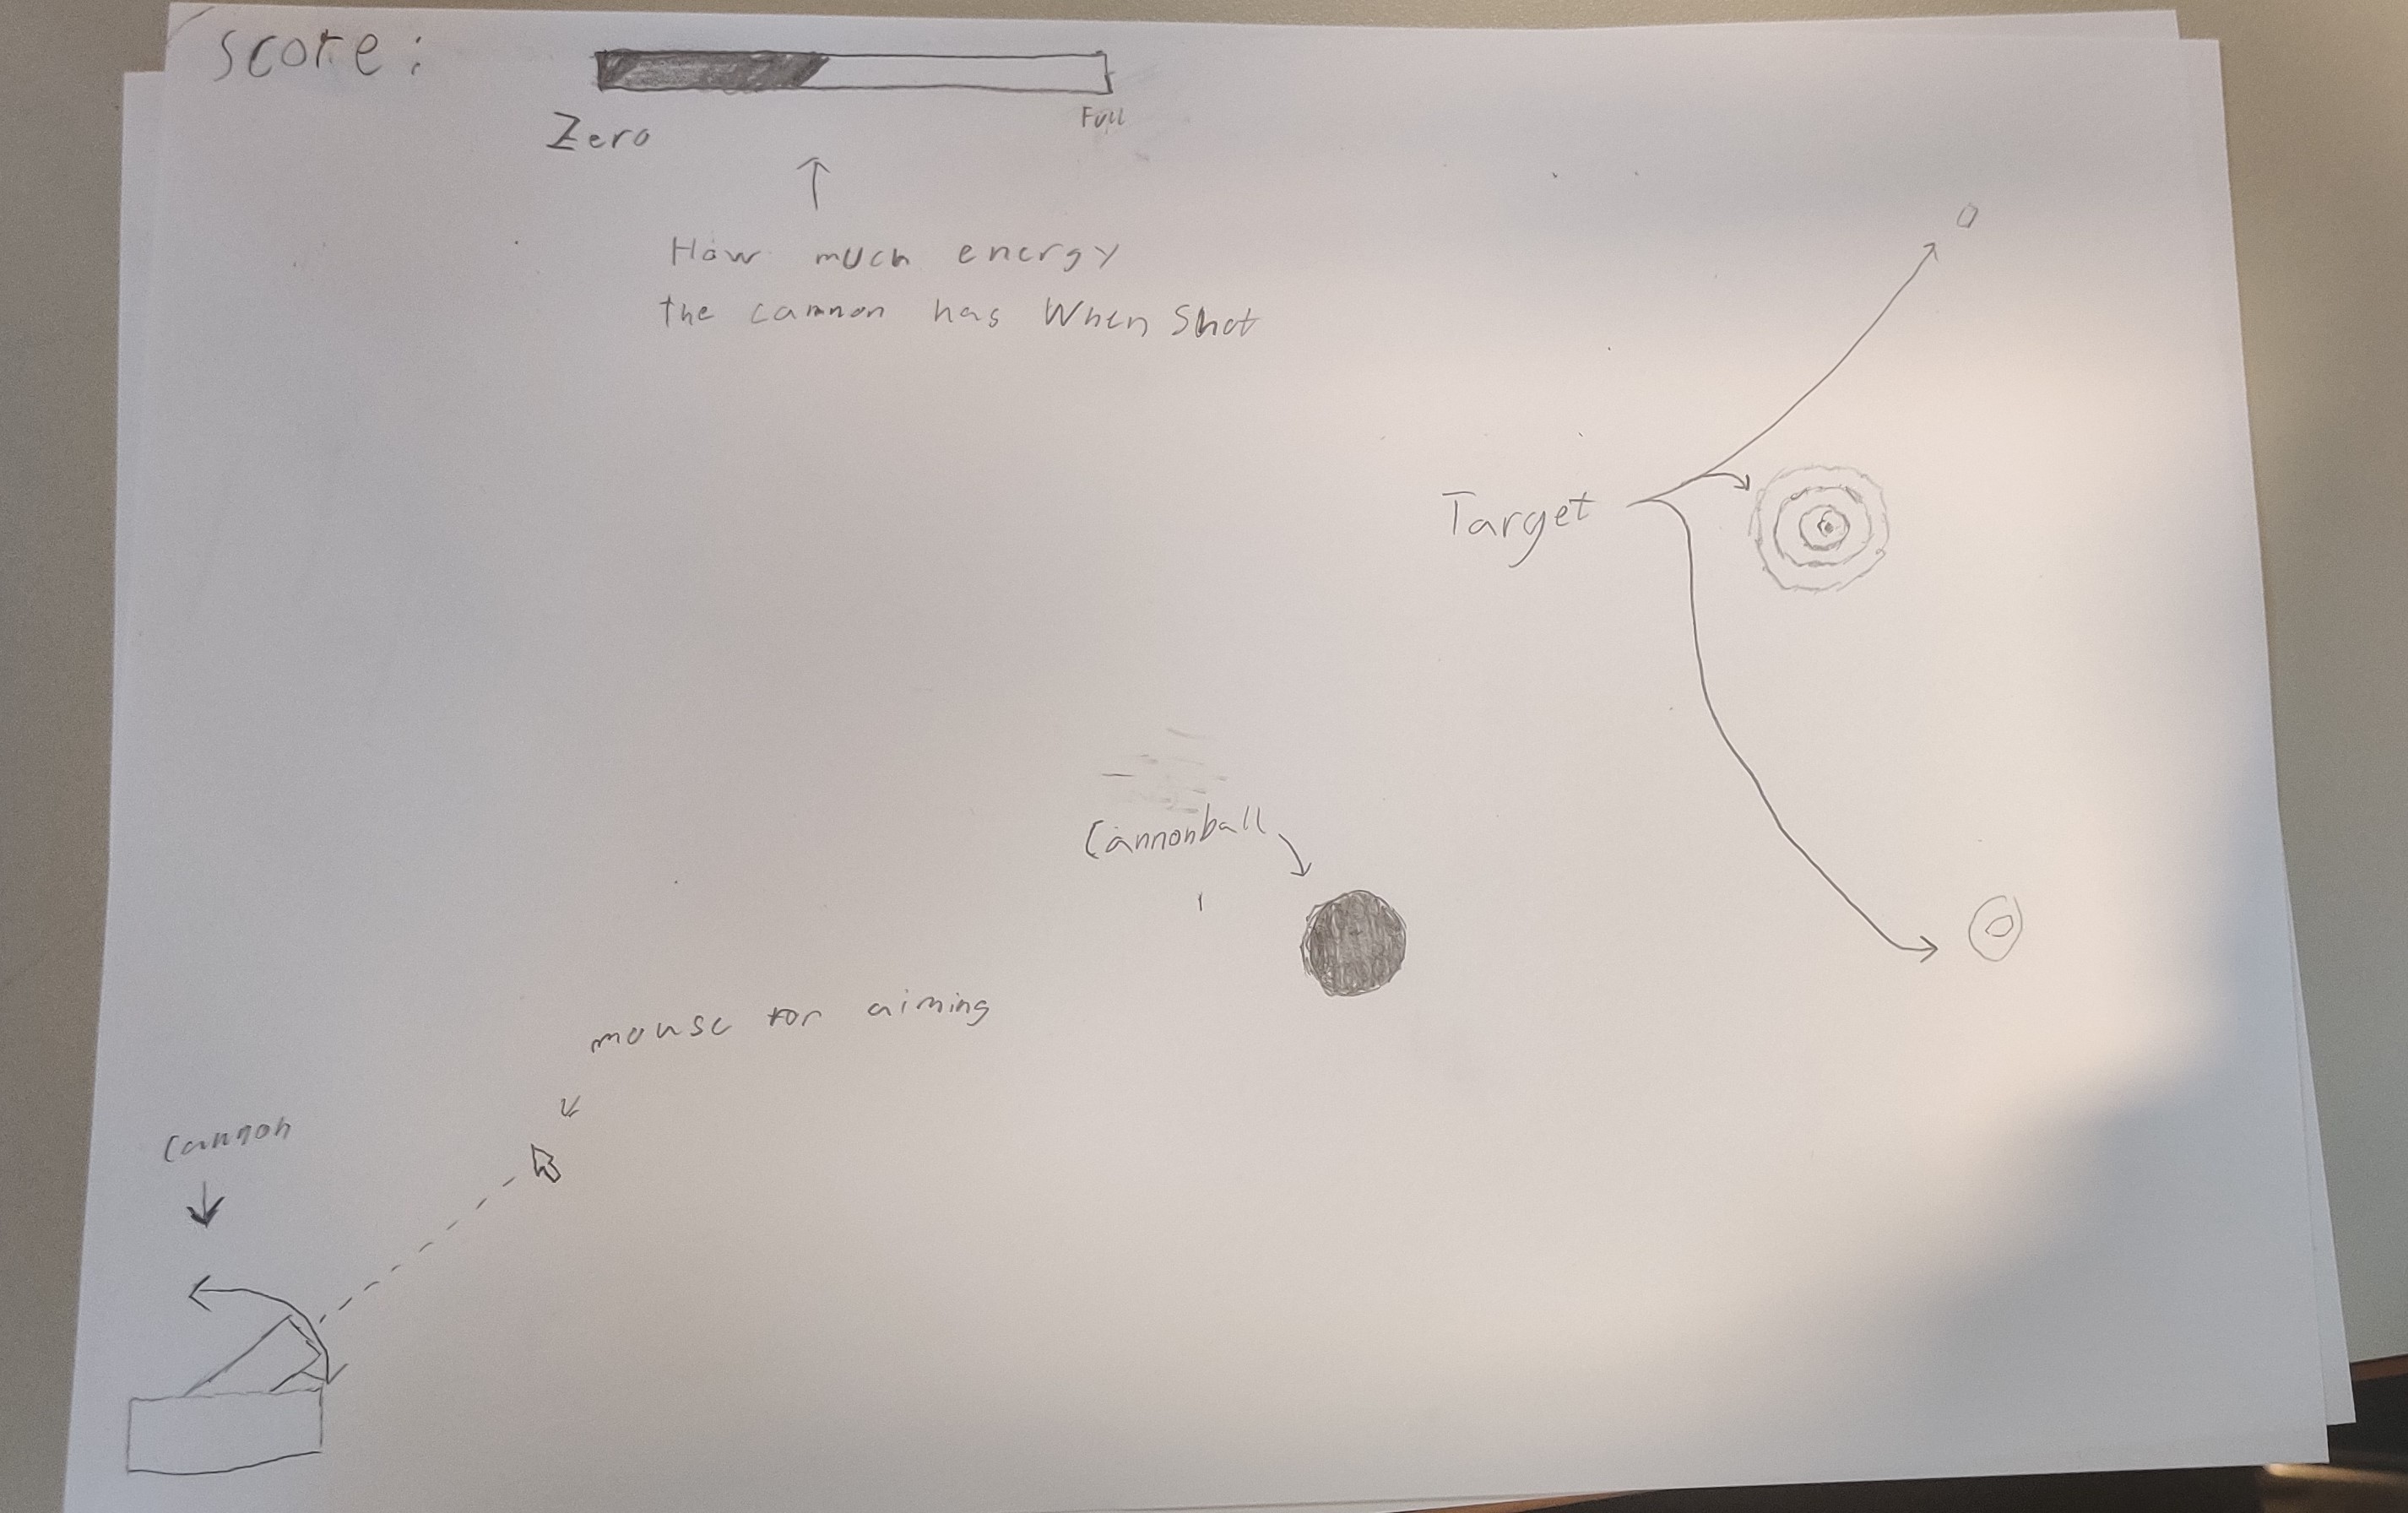 Score:
Zero
Full
How much energy
the cannon has When Shot
Target
Cannonball
mouse for aiming
Cannon